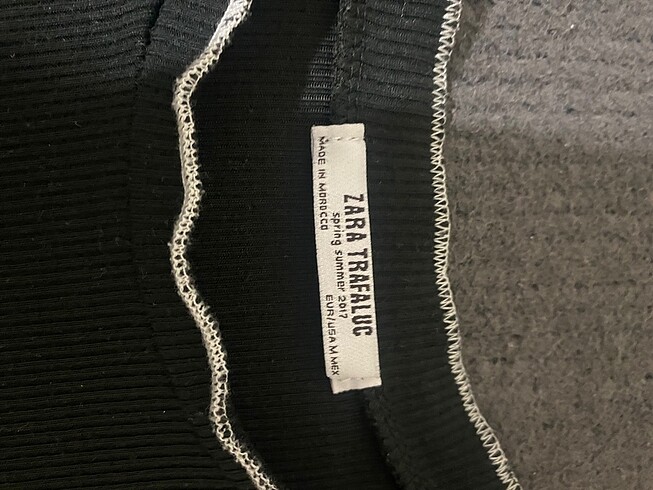 ZARA TRAFALUC
spring summer 2017
MADE IN MOROCCO
EUR/USA M MEX